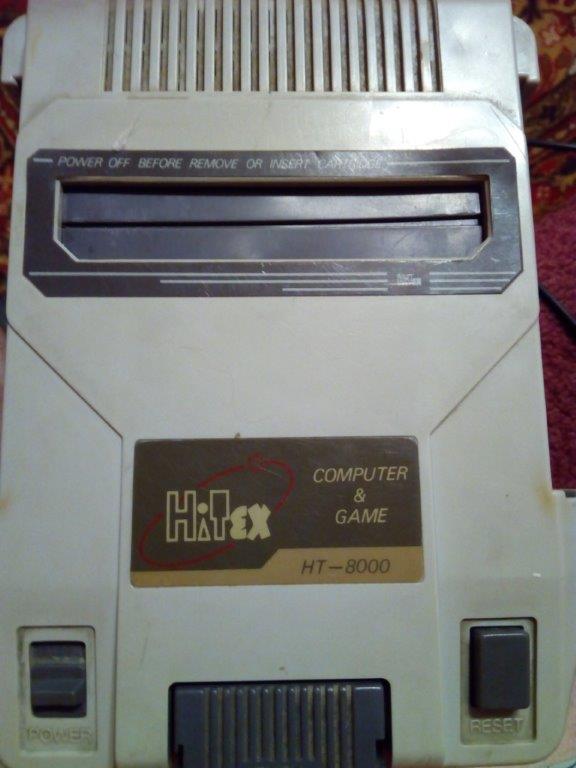 POWER OFF BEFORE REMOVE OR INSERT CARTRIDGE
HiTEX
COMPUTER
&
GAME
HT-8000
POWER
RESET